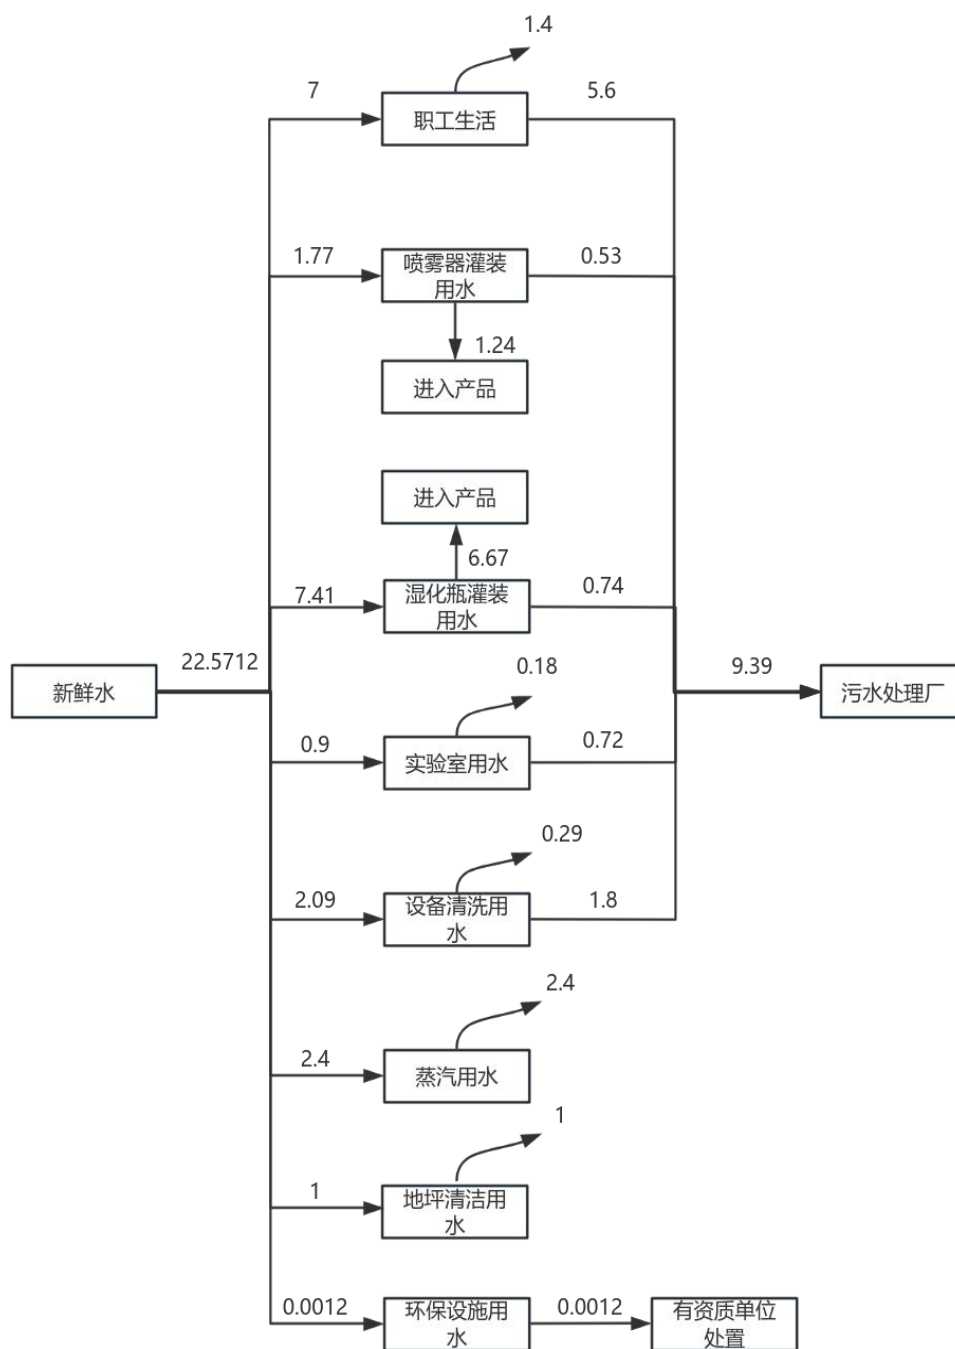 1.4
7
职工生活
5.6
1.77
喷雾器灌装
用水
0.53
1.24
进入产品
进入产品
6.67
7.41
湿化瓶灌装
用水
0.74
新鲜水
22.5712
0.18
9.39
污水处理厂
0.9
实验室用水
0.72
0.29
2.09
设备清洗用
水
1.8
2.4
2.4
蒸汽用水
1
1
地坪清洁用
水
0.0012
环保设施用
水
0.0012
有资质单位
处置